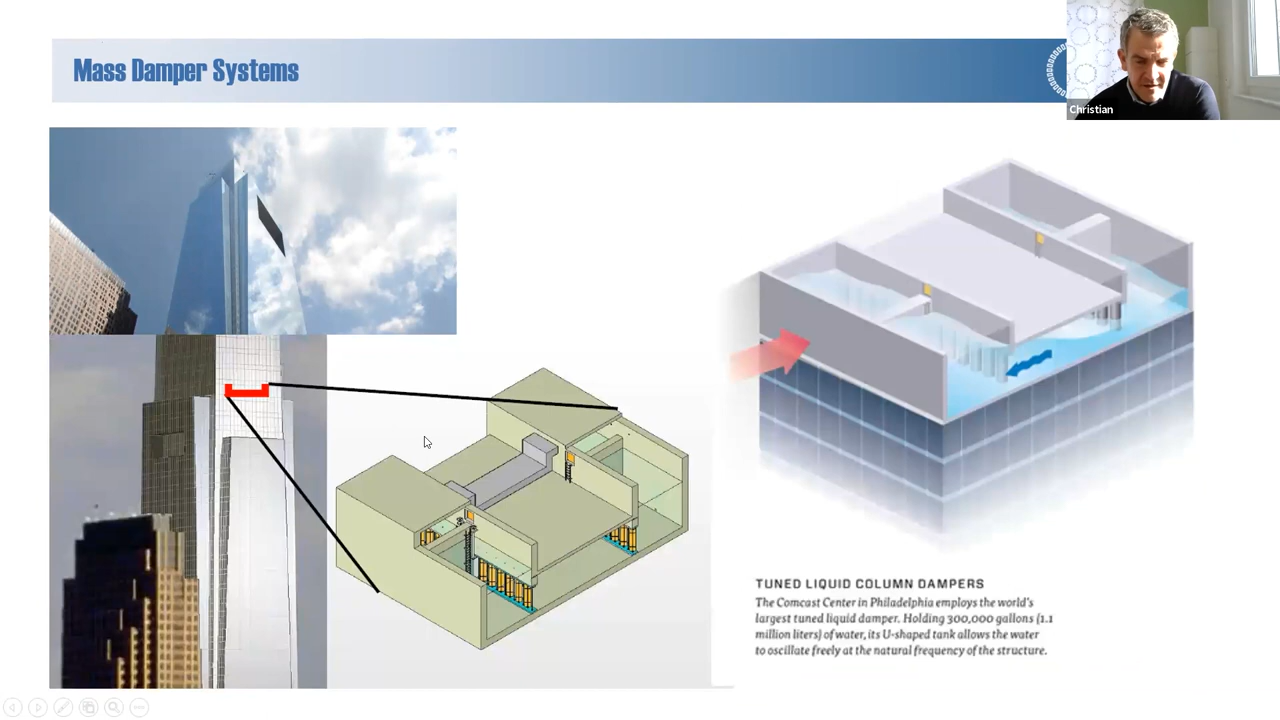 Mass Damper Systems
Christian
TUNED LIQUID COLUMN DAMPERS
The Comcast Center in Philadelphia employs the world's
largest tuned liquid damper. Holding 300,000 gallons (1.1
million liters) of water, its U-shaped tank allows the water
to oscillate freely at the natural frequency of the structure.